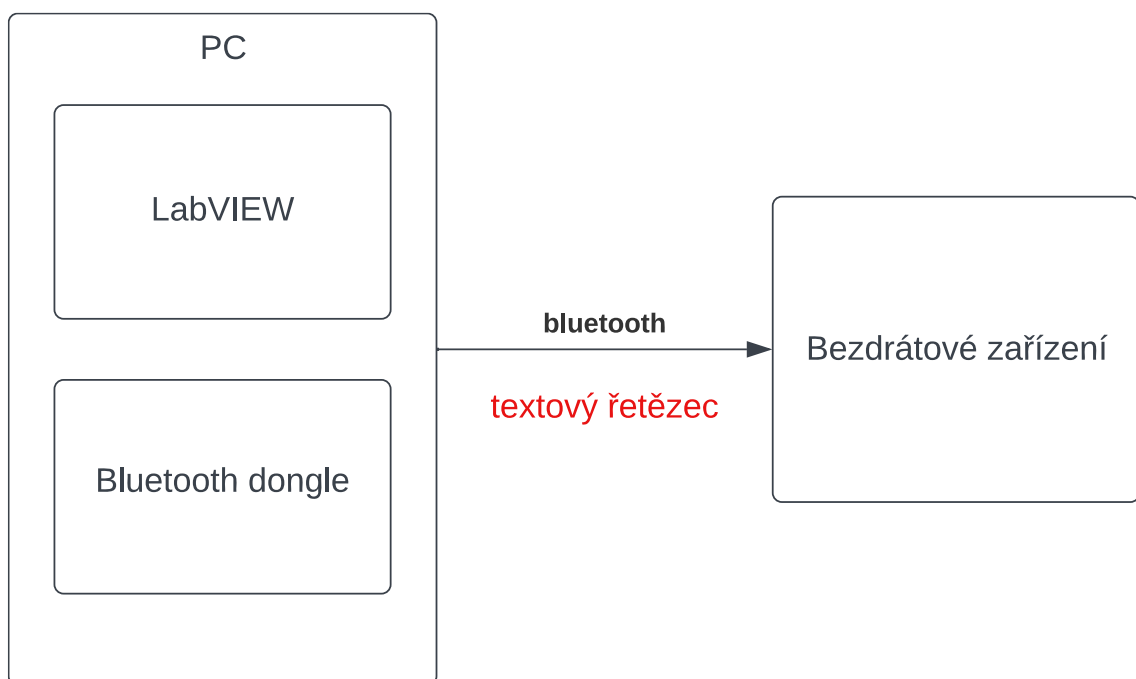 PC
LabVIEW
Bluetooth dongle
bluetooth
textový řetězec
Bezdrátové zařízení